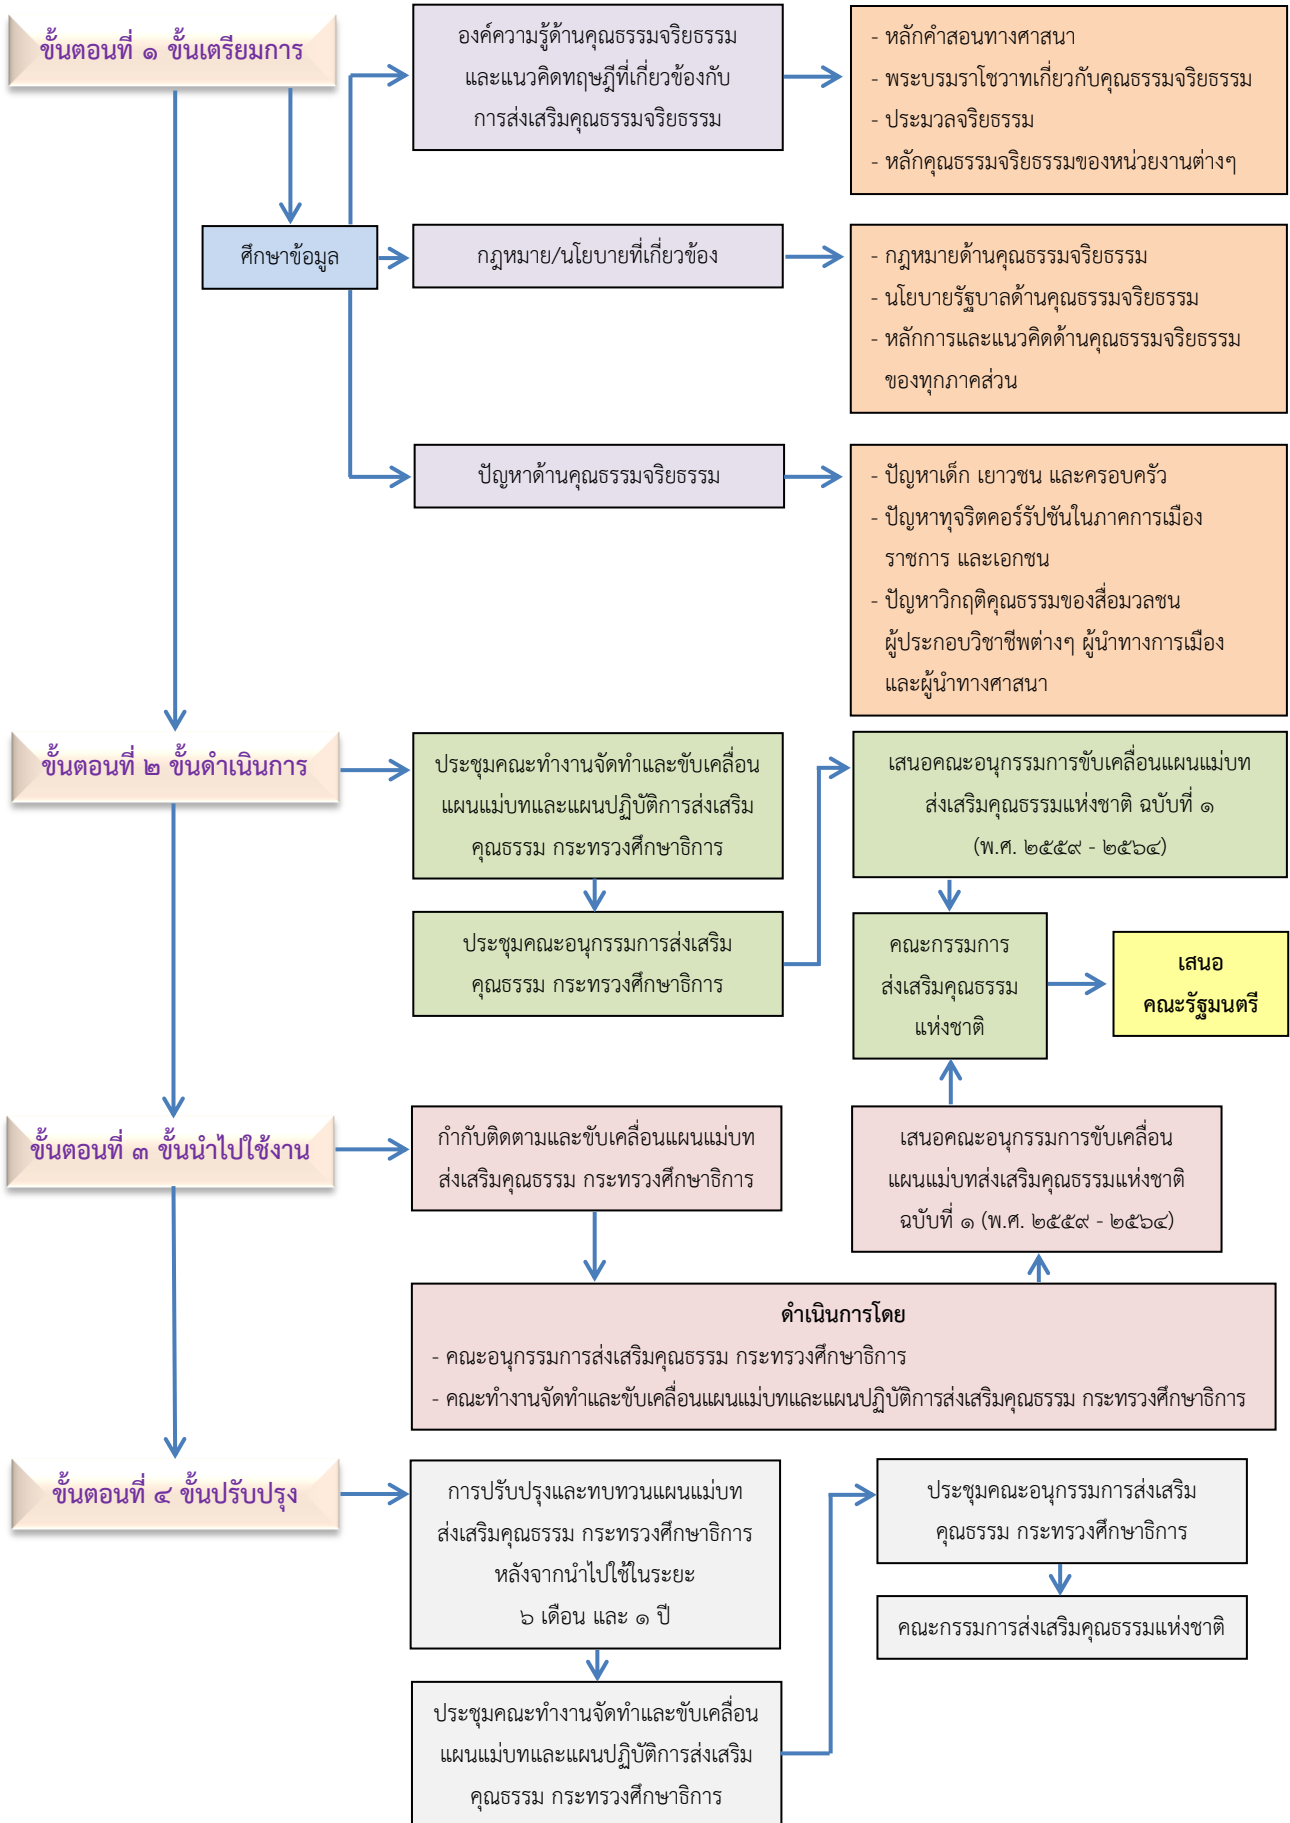 ขั้นตอนที่ ๑ ขั้นเตรียมการ
องค์ความรู้ด้านคุณธรรมจริยธรรม
และแนวคิดทฤษฎีที่เกี่ยวข้องกับ
การส่งเสริมคุณธรรมจริยธรรม
- หลักคำสอนทางศาสนา
- พระบรมราโชวาทเกี่ยวกับคุณธรรมจริยธรรม
- ประมวลจริยธรรม
- หลักคุณธรรมจริยธรรมของหน่วยงานต่างๆ
ศึกษาข้อมูล
กฎหมาย/นโยบายที่เกี่ยวข้อง
- กฎหมายด้านคุณธรรมจริยธรรม
- นโยบายรัฐบาลด้านคุณธรรมจริยธรรม
- หลักการและแนวคิดด้านคุณธรรมจริยธรรม
ของทุกภาคส่วน
ปัญหาด้านคุณธรรมจริยธรรม
- ปัญหาเด็ก เยาวชน และครอบครัว
- ปัญหาทุจริตคอร์รัปชันในภาคการเมือง
ราชการ และเอกชน
- ปัญหาวิกฤติคุณธรรมของสื่อมวลชน
ผู้ประกอบวิชาชีพต่างๆ ผู้นำทางการเมือง
และผู้นำทางศาสนา
ขั้นตอนที่ ๒ ขั้นดำเนินการ
ประชุมคณะทำงานจัดทำและขับเคลื่อน
แผนแม่บทและแผนปฏิบัติการส่งเสริม
คุณธรรม กระทรวงศึกษาธิการ
เสนอคณะอนุกรรมการขับเคลื่อนแผนแม่บท
ส่งเสริมคุณธรรมแห่งชาติ ฉบับที่ ๑
(พ.ศ. ๒๕๕๙ - ๒๕๖๔)
ประชุมคณะอนุกรรมการส่งเสริม
คุณธรรม กระทรวงศึกษาธิการ
คณะกรรมการ
ส่งเสริมคุณธรรม
แห่งชาติ
เสนอ
คณะรัฐมนตรี
ขั้นตอนที่ ๓ ขั้นนำไปใช้งาน
กำกับติดตามและขับเคลื่อนแผนแม่บท
ส่งเสริมคุณธรรม กระทรวงศึกษาธิการ
เสนอคณะอนุกรรมการขับเคลื่อน
แผนแม่บทส่งเสริมคุณธรรมแห่งชาติ
ฉบับที่ ๑ (พ.ศ. ๒๕๕๙ - ๒๕๖๔)
ดำเนินการโดย
- คณะอนุกรรมการส่งเสริมคุณธรรม กระทรวงศึกษาธิการ
- คณะทำงานจัดทำและขับเคลื่อนแผนแม่บทและแผนปฏิบัติการส่งเสริมคุณธรรม กระทรวงศึกษาธิการ
ขั้นตอนที่ ๔ ขั้นปรับปรุง
การปรับปรุงและทบทวนแผนแม่บท
ส่งเสริมคุณธรรม กระทรวงศึกษาธิการ
หลังจากนำไปใช้ในระยะ
๖ เดือน และ ๑ ปี
ประชุมคณะอนุกรรมการส่งเสริม
คุณธรรม กระทรวงศึกษาธิการ
คณะกรรมการส่งเสริมคุณธรรมแห่งชาติ
ประชุมคณะทำงานจัดทำและขับเคลื่อน
แผนแม่บทและแผนปฏิบัติการส่งเสริม
คุณธรรม กระทรวงศึกษาธิการ